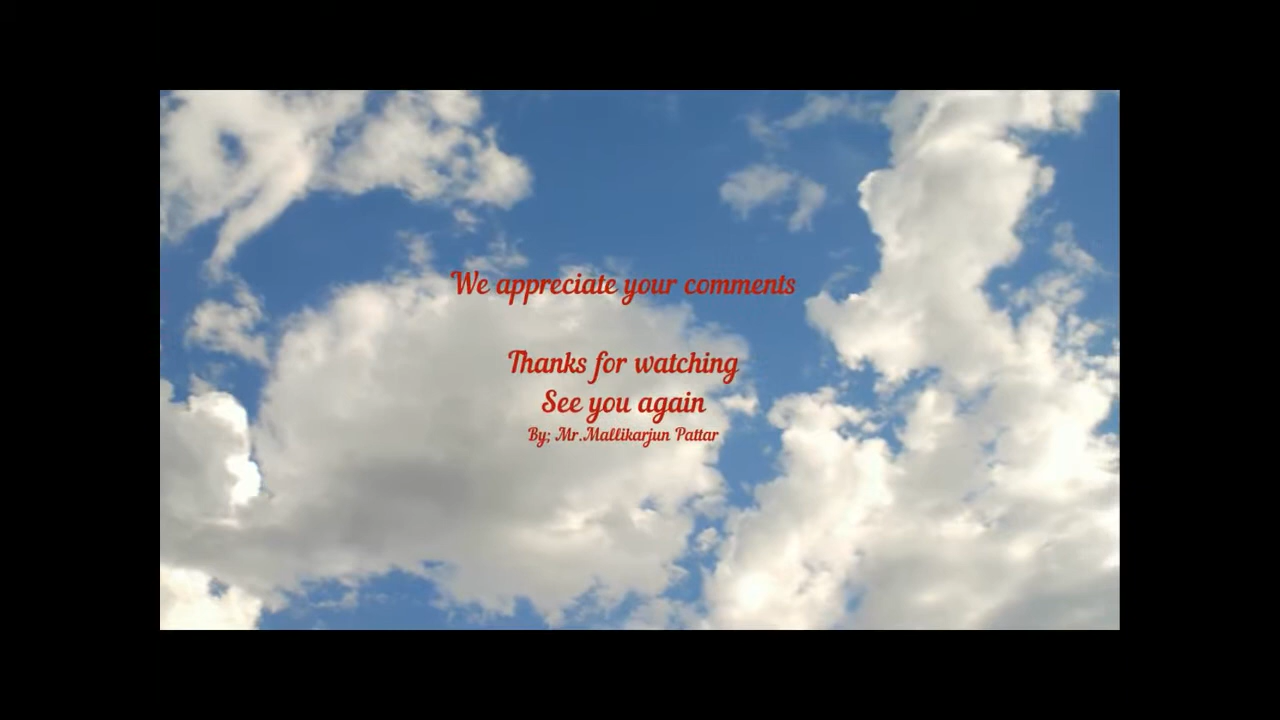 We appreciate your comments
Thanks for watching
See you again
By; Mr.Mallikarjun Pattar